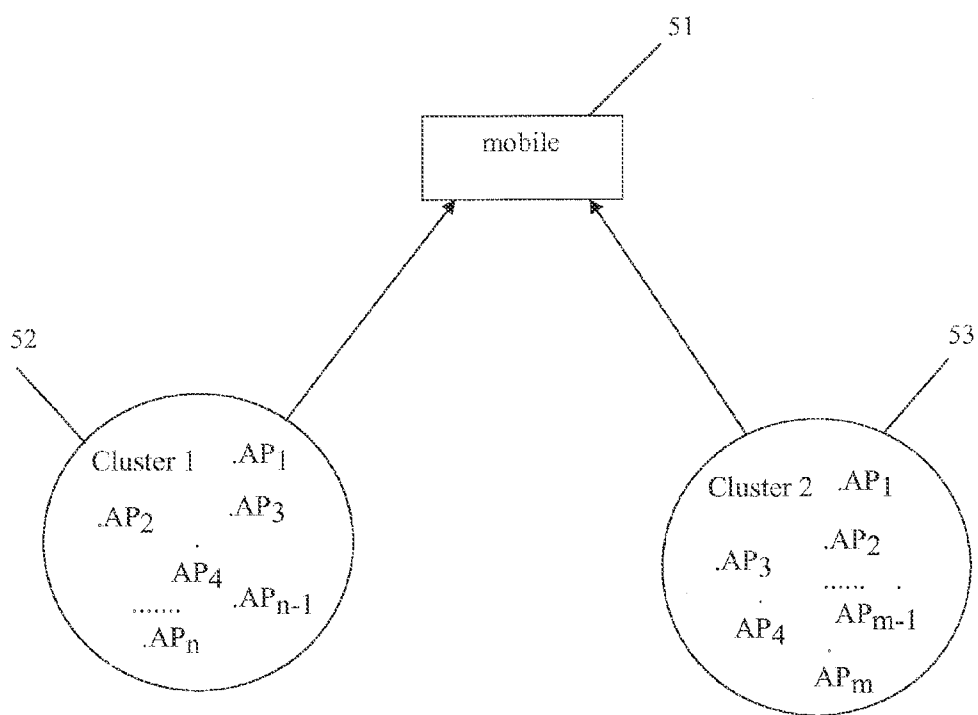 51
mobile
52
53
Cluster 1 .AP1
.AP2 .AP3
.
AP4
....... .APn-1
.APn
Cluster 2 .AP1
.AP3 .AP2
...... .
. APm-1
AP4
.
APm